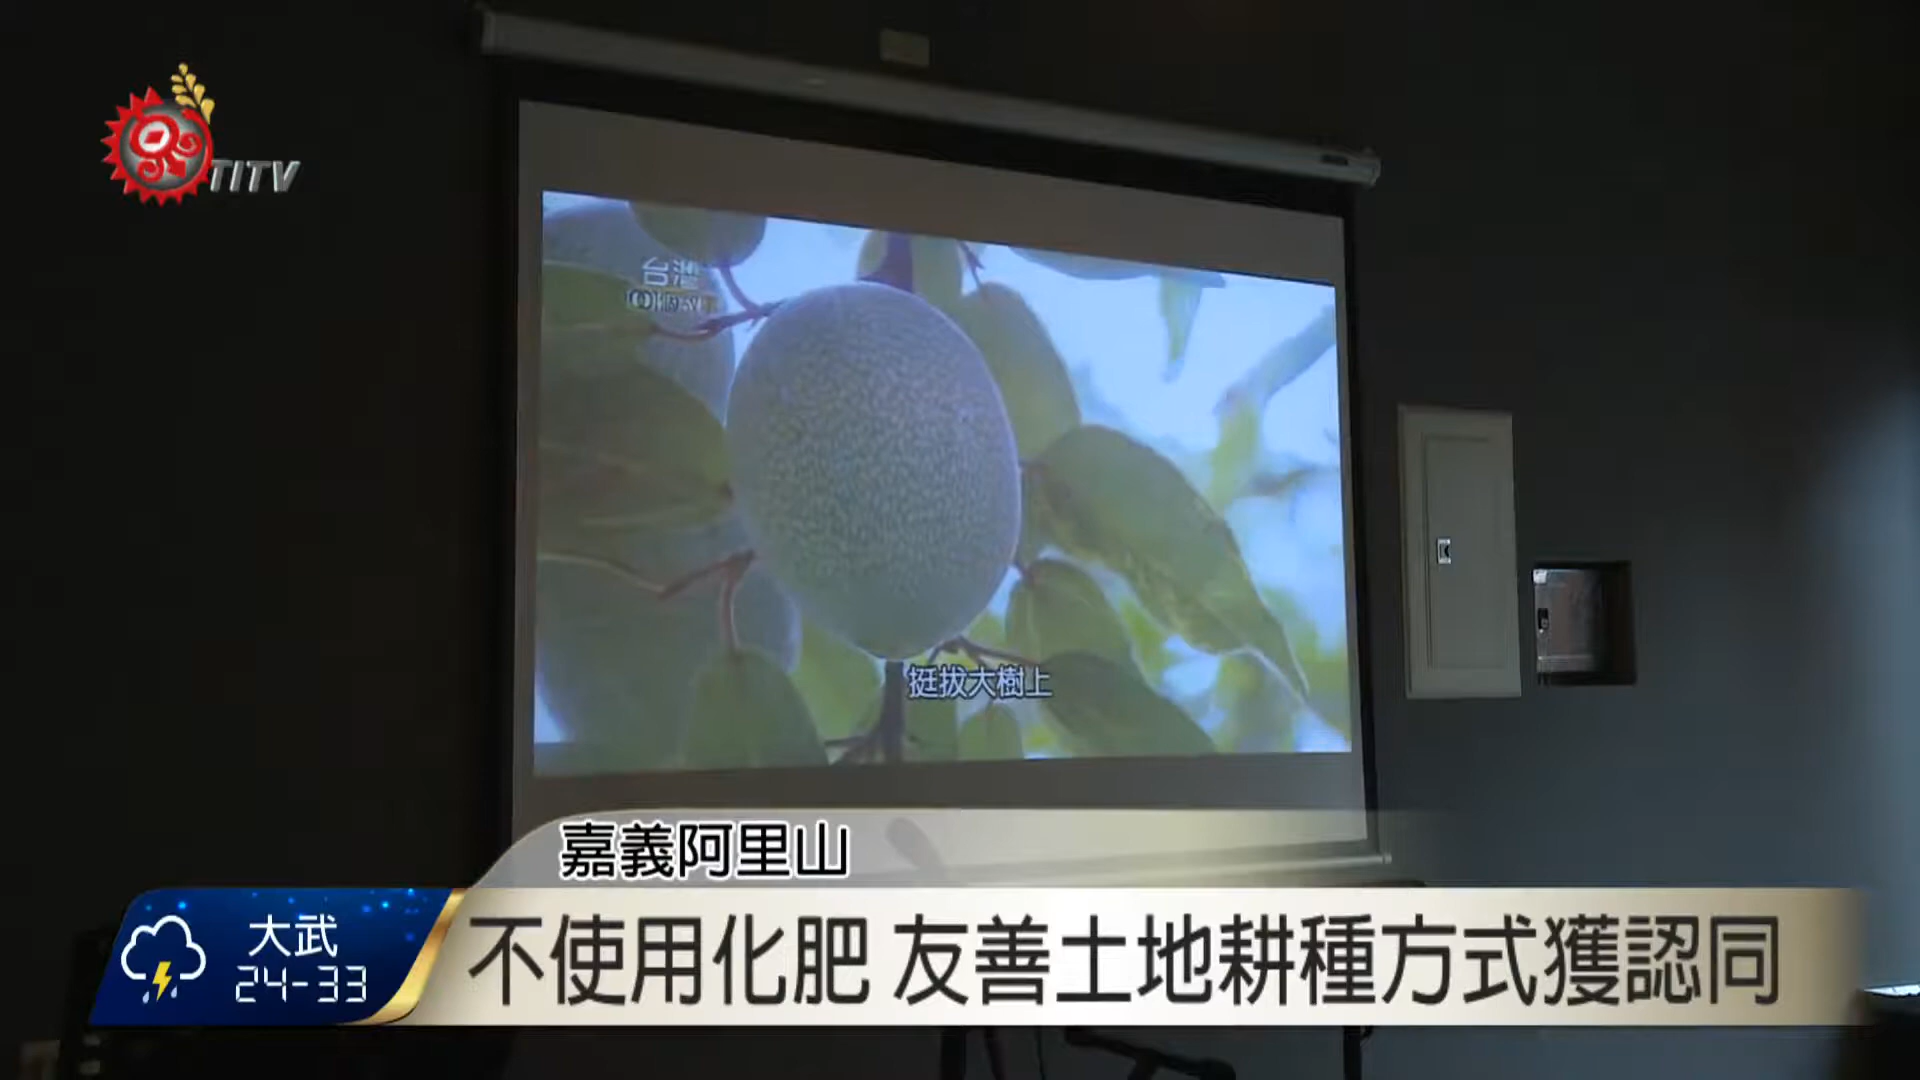 TITV
台灣
挺拔大樹上
嘉義阿里山
大武
24-33
不使用化肥 友善土地耕種方式獲認同